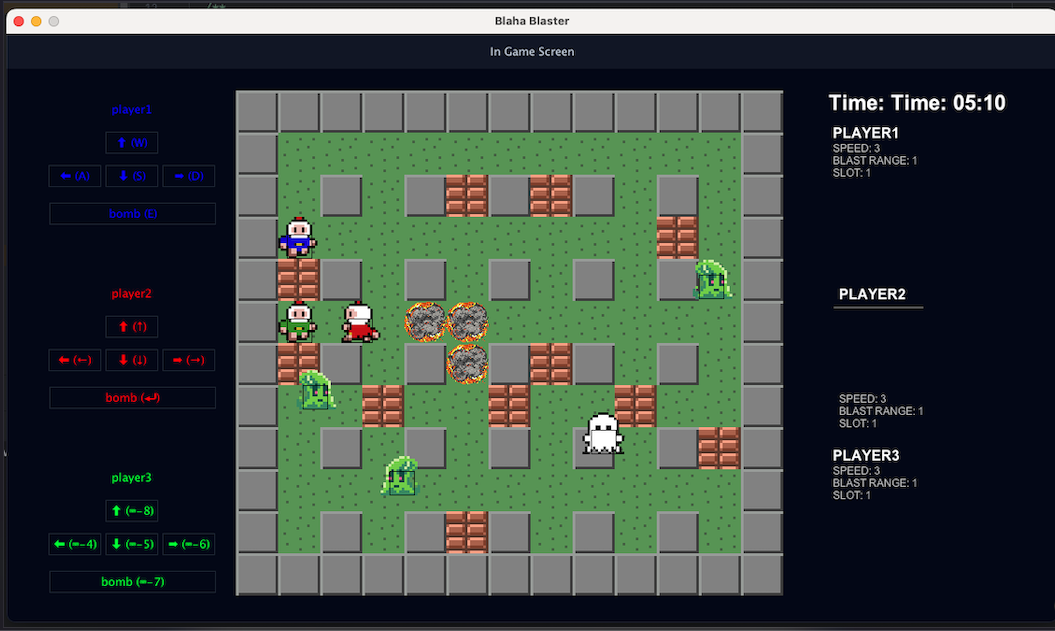 12 /**
Blaha Blaster
In Game Screen
player1
↑ (W)
← (A) ↓ (S) → (D)
bomb (E)
player2
↑ (↑)
← (←) ↓ (↓) → (→)
bomb (↵)
player3
↑ (=-8)
← (=-4) ↓ (=-5) → (=-6)
bomb (=-7)
Time: Time: 05:10
PLAYER1
SPEED: 3
BLAST RANGE: 1
SLOT: 1
PLAYER2
SPEED: 3
BLAST RANGE: 1
SLOT: 1
PLAYER3
SPEED: 3
BLAST RANGE: 1
SLOT: 1